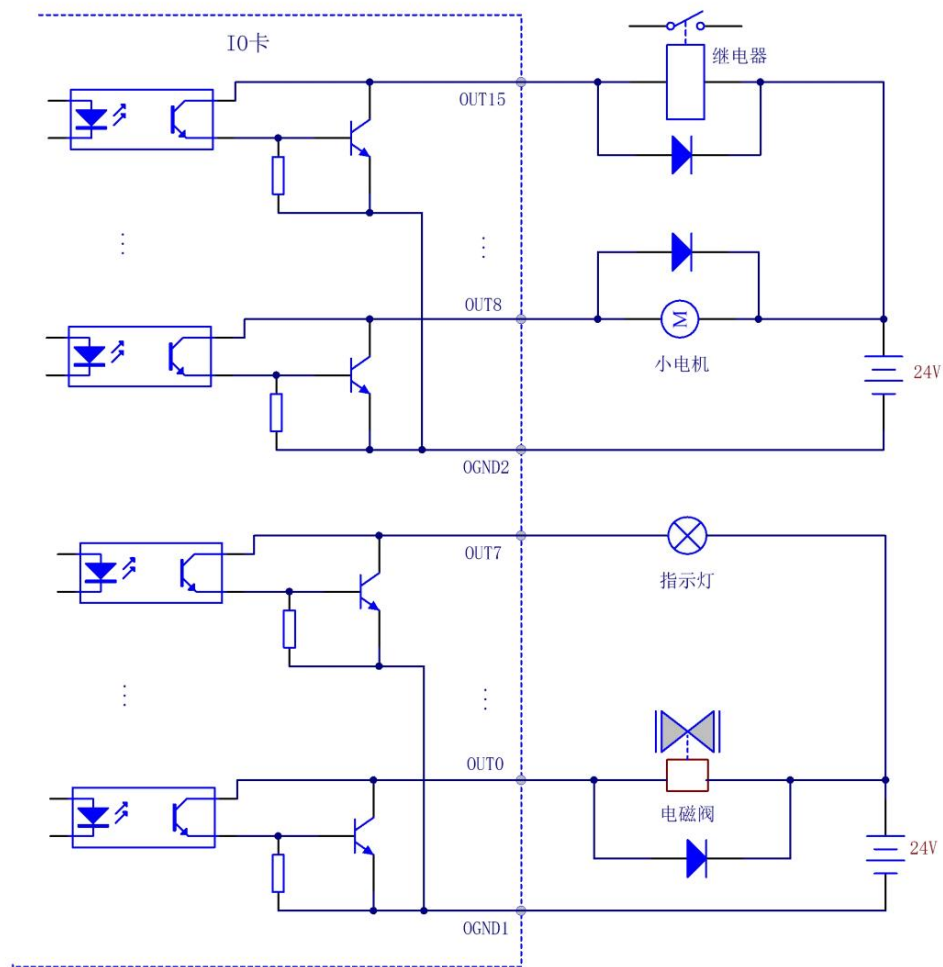 IO卡
继电器
OUT15
⋮ ⋮
OUT8
M
小电机
24V
OGND2
OUT7
指示灯
⋮ ⋮
OUT0
电磁阀
24V
OGND1